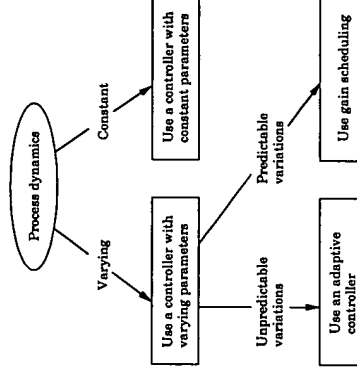 Process dynamics
Varying
Constant
Use a controller with
varying parameters
Use a controller with
constant parameters
Unpredictable
variations
Predictable
variations
Use an adaptive
controller
Use gain scheduling